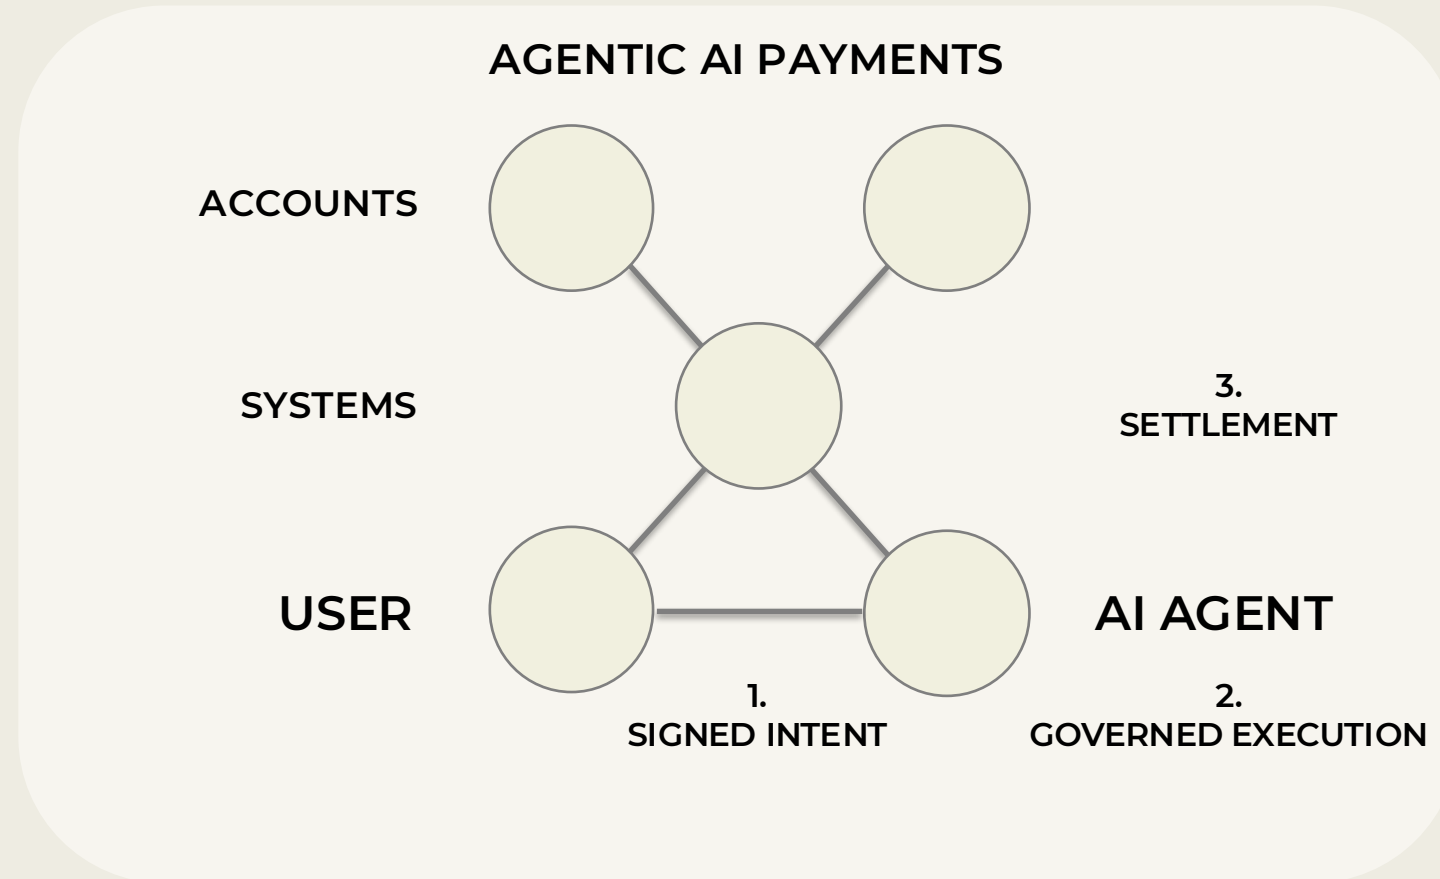 AGENTIC AI PAYMENTS
ACCOUNTS
SYSTEMS
3.
SETTLEMENT
USER
AI AGENT
1.
SIGNED INTENT
2.
GOVERNED EXECUTION